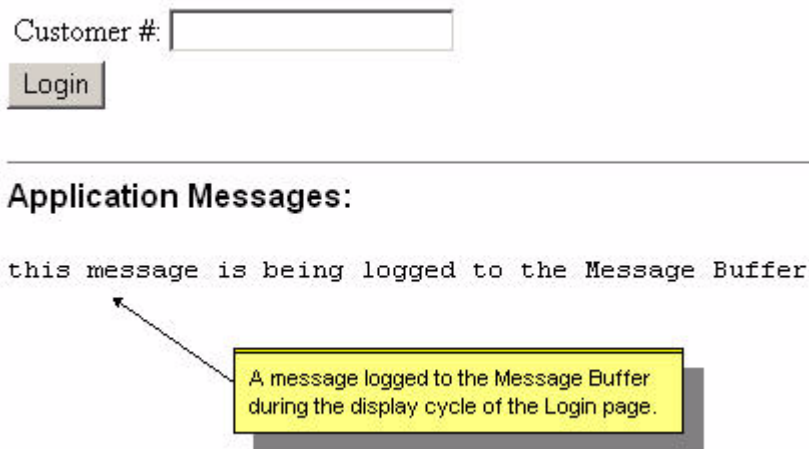 Customer #:
Login
Application Messages:
this message is being logged to the Message Buffer
A message logged to the Message Buffer
during the display cycle of the Login page.